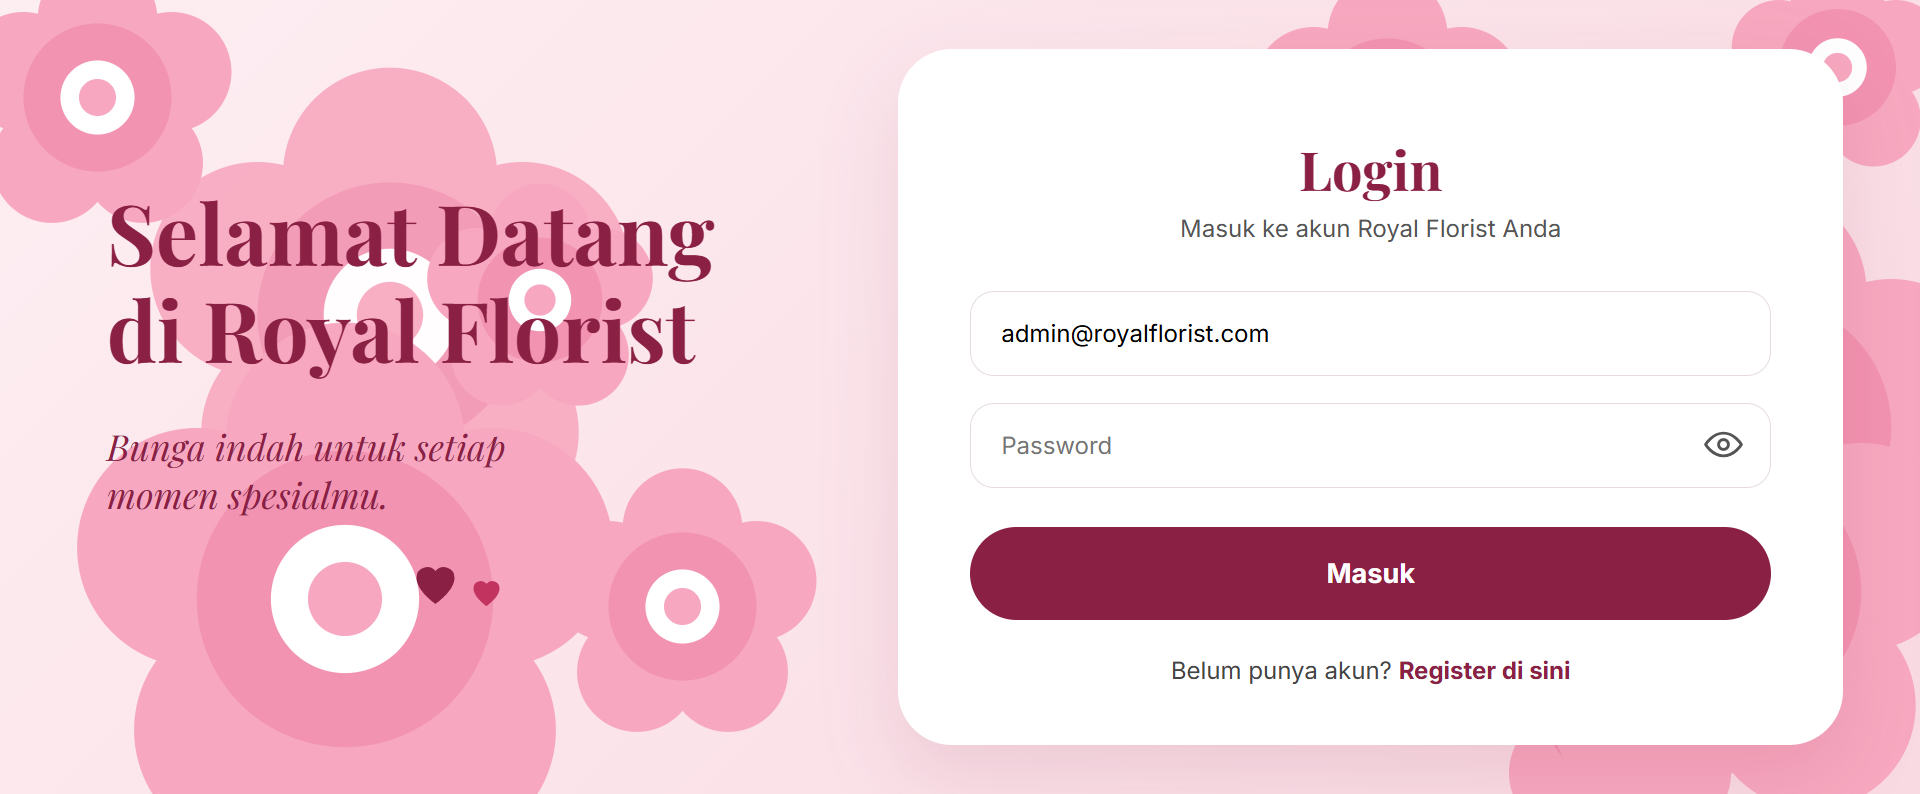 Selamat Datang
di Royal Florist
Bunga indah untuk setiap
momen spesialmu.
Login
Masuk ke akun Royal Florist Anda
admin@royalflorist.com
Password
Masuk
Belum punya akun? Register di sini